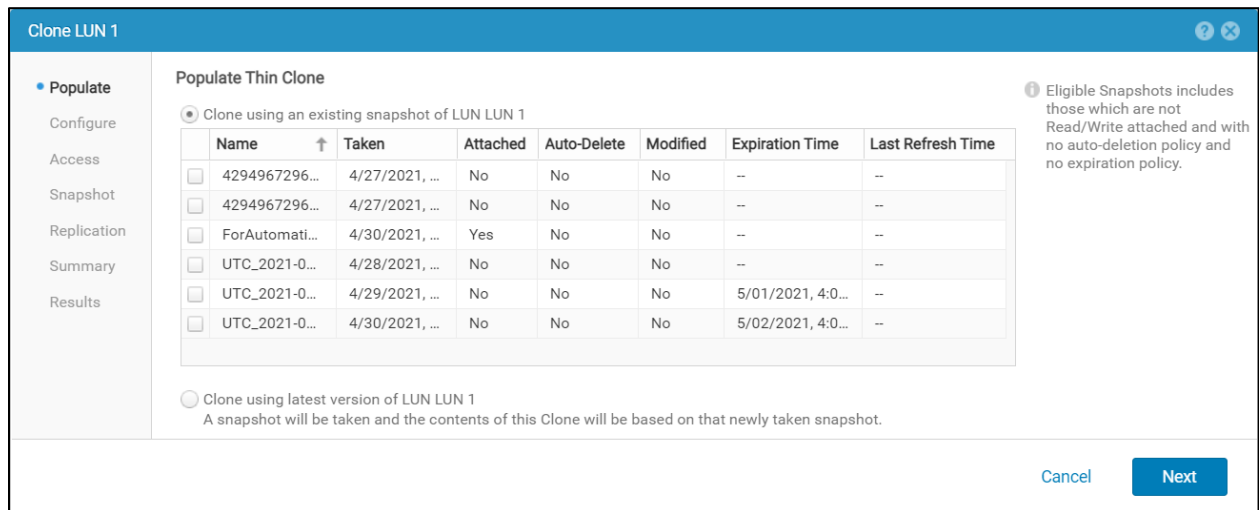 Clone LUN 1
Populate
Configure
Access
Snapshot
Replication
Summary
Results
Populate Thin Clone
Clone using an existing snapshot of LUN LUN 1
Name ↑ Taken Attached Auto-Delete Modified Expiration Time Last Refresh Time
4294967296... 4/27/2021, ... No No No -- --
4294967296... 4/27/2021, ... No No No -- --
ForAutomati... 4/30/2021, ... Yes No No -- --
UTC_2021-0... 4/28/2021, ... No No No -- --
UTC_2021-0... 4/29/2021, ... No No No 5/01/2021, 4:0... --
UTC_2021-0... 4/30/2021, ... No No No 5/02/2021, 4:0... --
Clone using latest version of LUN LUN 1
A snapshot will be taken and the contents of this Clone will be based on that newly taken snapshot.
Eligible Snapshots includes
those which are not
Read/Write attached and with
no auto-deletion policy and
no expiration policy.
Cancel Next